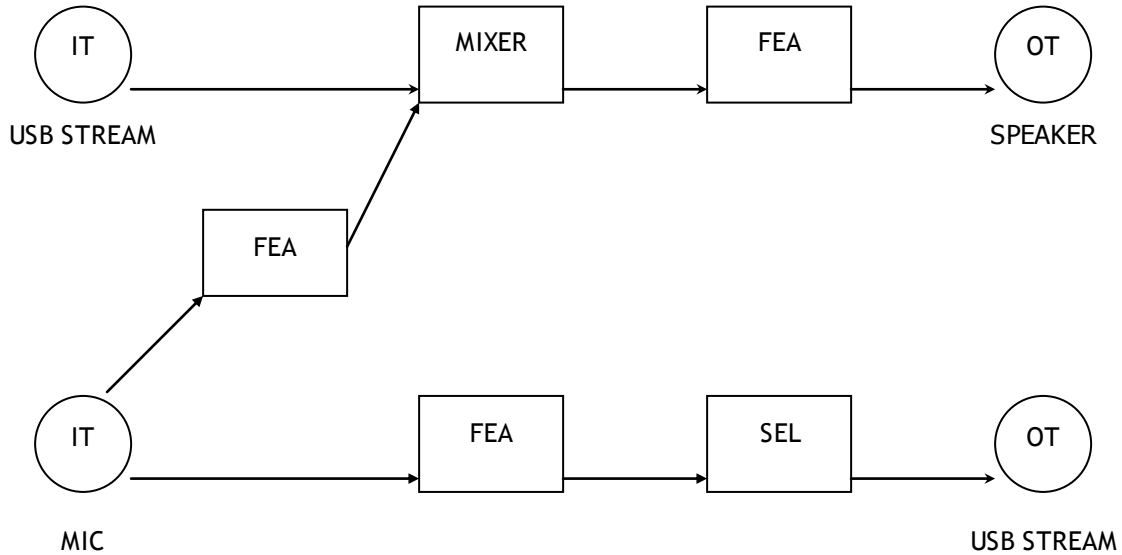 IT
MIXER
FEA
OT
USB STREAM
SPEAKER
FEA
IT
FEA
SEL
OT
MIC
USB STREAM